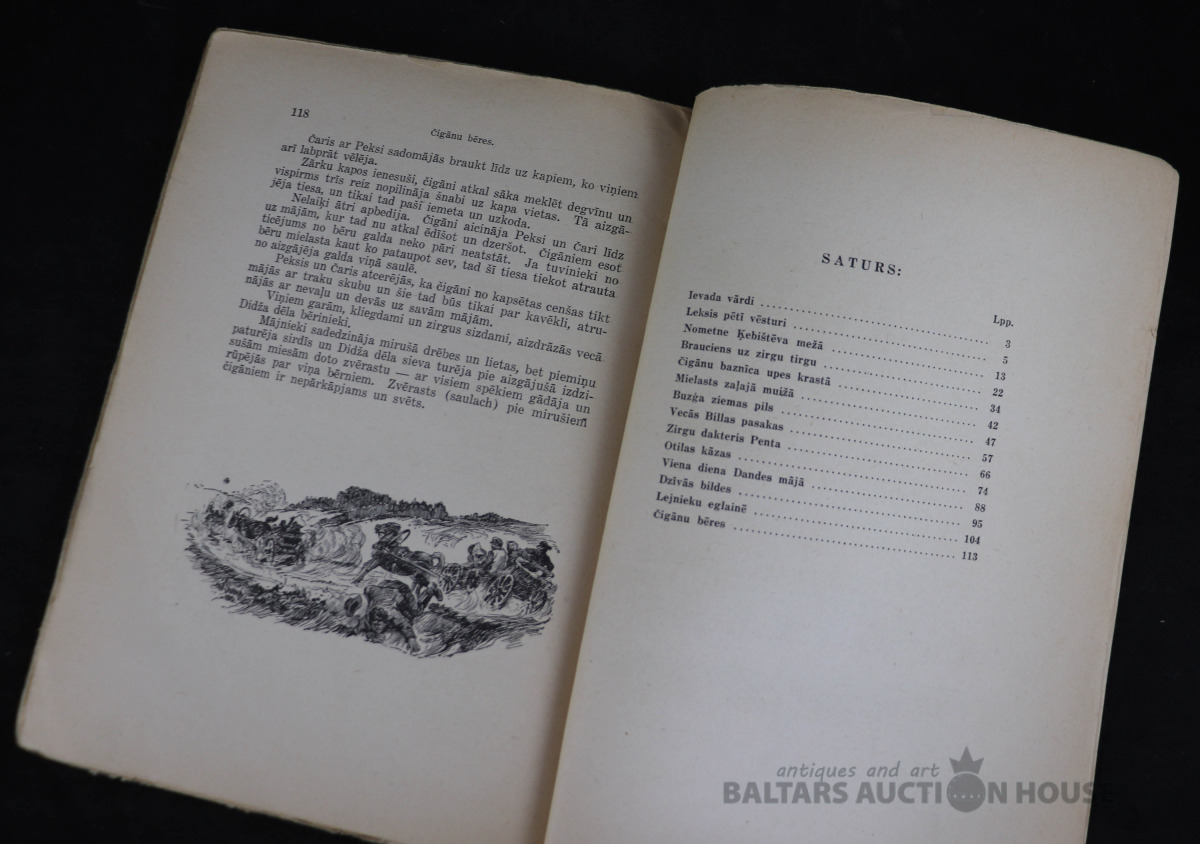 118
Čigānu bēres.
Čaris ar Peksi sadomājās braukt līdz uz kapiem, ko viņiem
arī labprāt vēlēja.
Zārku kapos ienesuši, čigāni atkal sāka meklēt degvīnu un
vispirms trīs reiz nopilināja šnabi uz kapa vietas. Tā aizgā-
jēja tiesa, un tikai tad paši iemeta un uzkoda.
Nelaiķi ātri apbedija. Čigāni aicināja Peksi un Čari līdz
uz mājām, kur tad nu atkal ēdīšot un dzeršot. Čigāniem esot
ticējums no bēru galda neko pāri neatstāt. Ja tuvinieki no
bēru mielasta kaut ko pataupot sev, tad šī tiesa tiekot atrauta
no aizgājēja galda viņā saulē.
Peksis un Čaris atcerējās, ka čigāni no kapsētas cenšas tikt
mājās ar traku skubu un šie tad būs tikai par kavēkli, atru-
nājās ar nevaļu un devās uz savām mājām.
Viņiem garām, kliegdami un zirgus sizdami, aizdrāzās vecā
Didža dēla bērinieki.
Mājnieki sadedzināja mirušā drēbes un lietas, bet piemiņu
paturēja sirdīs un Didža dēla sieva turēja pie aizgājušā izdzi-
sušām miesām doto zvērastu — ar visiem spēkiem gādāja un
rūpējās par viņa bērniem. Zvērasts (saulach) pie mirušiem
čigāniem ir nepārkāpjams un svēts.
SATURS:
Lpp.
Ievada vārdi 3
Leksis pētī vēsturi 5
Nometne Ķebištēva mežā 13
Brauciens uz zirgu tirgu 22
Čigānu baznīca upes krastā 34
Mielasts zaļajā muižā 42
Buzģa ziemas pils 47
Vecās Billas pasakas 57
Zirgu dakteris Penta 66
Otilas kāzas 74
Viena diena Dandes mājā 88
Dzīvās bildes 95
Lejnieku eglainē 104
Čigānu bēres 113
antiques and art
BALTARS AUCTION HOUSE